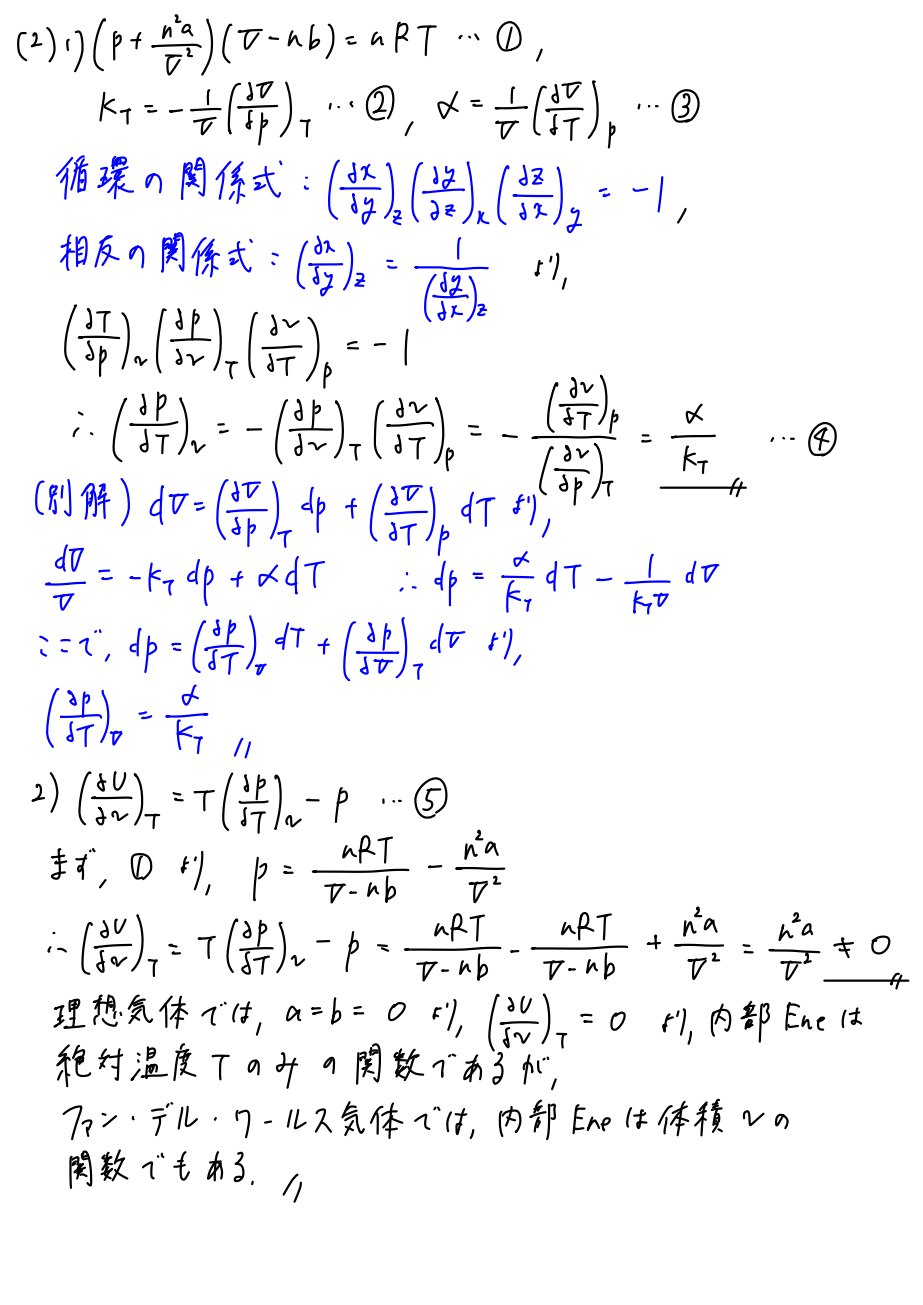 (2) 1) (p + n²a/V²)(V - nb) = nRT … ①,
K_T = -1/V (∂V/∂p)_T … ②, α = 1/V (∂V/∂T)_p … ③
循環の関係式 : (∂x/∂y)_z (∂y/∂z)_x (∂z/∂x)_y = -1,
相反の関係式 : (∂x/∂y)_z = 1/(∂y/∂x)_z より,
(∂T/∂p)_v (∂p/∂v)_T (∂v/∂T)_p = -1
∴ (∂p/∂T)_v = -(∂p/∂v)_T (∂v/∂T)_p = - (∂v/∂T)_p / (∂v/∂p)_T = α/K_T … ④
(別解) dV = (∂V/∂p)_T dp + (∂V/∂T)_p dT より,
dV/V = -K_T dp + α dT ∴ dp = α/K_T dT - 1/(K_T V) dV
ここで, dp = (∂p/∂T)_V dT + (∂p/∂V)_T dV より,
(∂p/∂T)_V = α/K_T //
2) (∂U/∂v)_T = T(∂p/∂T)_v - p … ⑤
まず, ① より, p = nRT/(V - nb) - n²a/V²
∴ (∂U/∂v)_T = T(∂p/∂T)_v - p = nRT/(V - nb) - nRT/(V - nb) + n²a/V² = n²a/V² ≠ 0
理想気体では, a = b = 0 より, (∂U/∂v)_T = 0 より, 内部Eneは
絶対温度Tのみの関数であるが,
ファン・デル・ワールス気体では, 内部Eneは体積vの
関数でもある. //